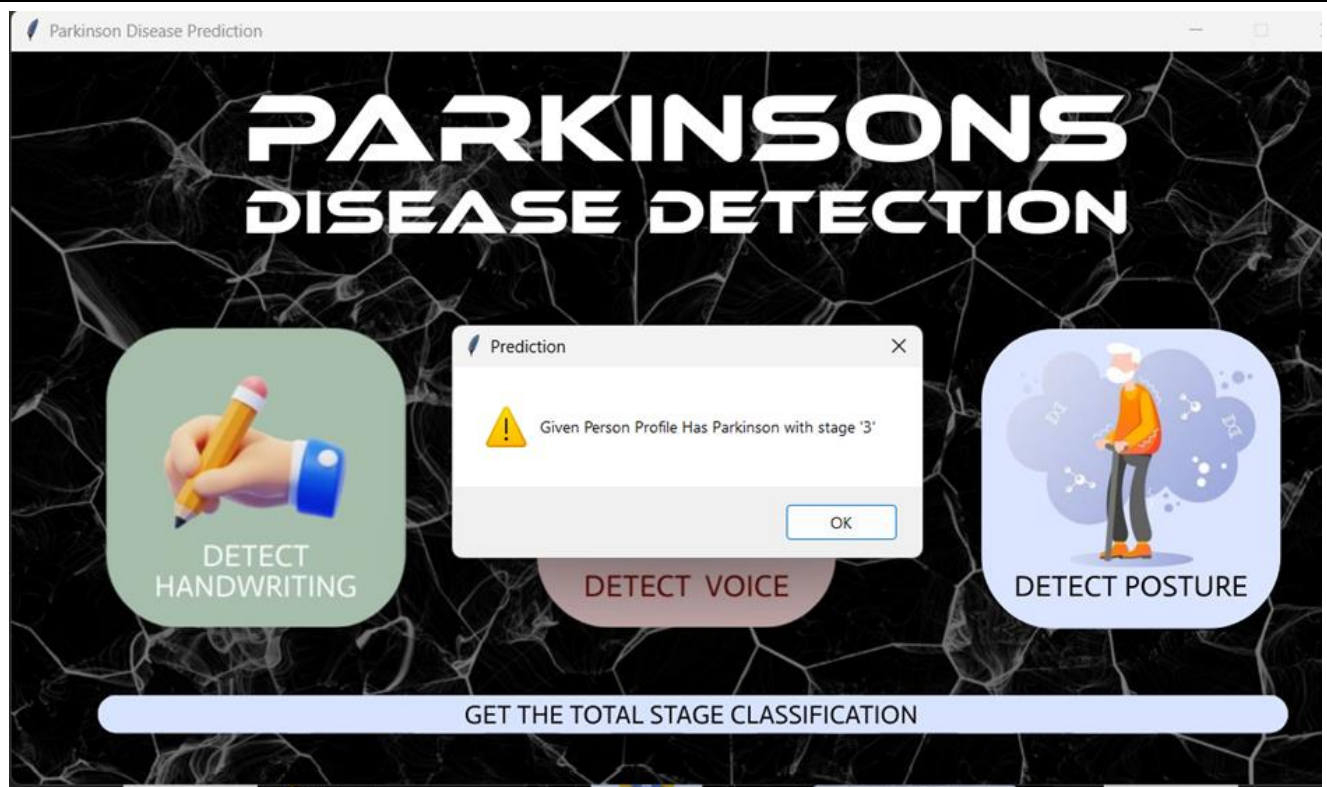 Parkinson Disease Prediction
PARKINSONS
DISEASE DETECTION
Prediction
Given Person Profile Has Parkinson with stage '3'
OK
DETECT
HANDWRITING
DETECT VOICE
DETECT POSTURE
GET THE TOTAL STAGE CLASSIFICATION